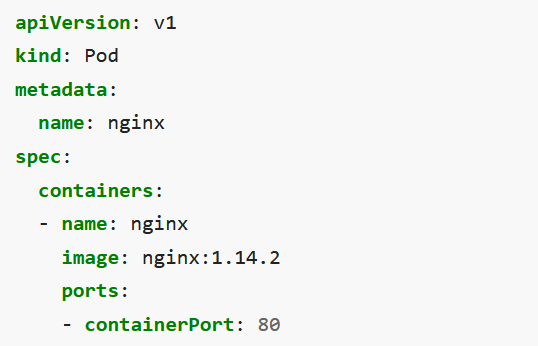 apiVersion: v1
kind: Pod
metadata:
  name: nginx
spec:
  containers:
  - name: nginx
    image: nginx:1.14.2
    ports:
    - containerPort: 80